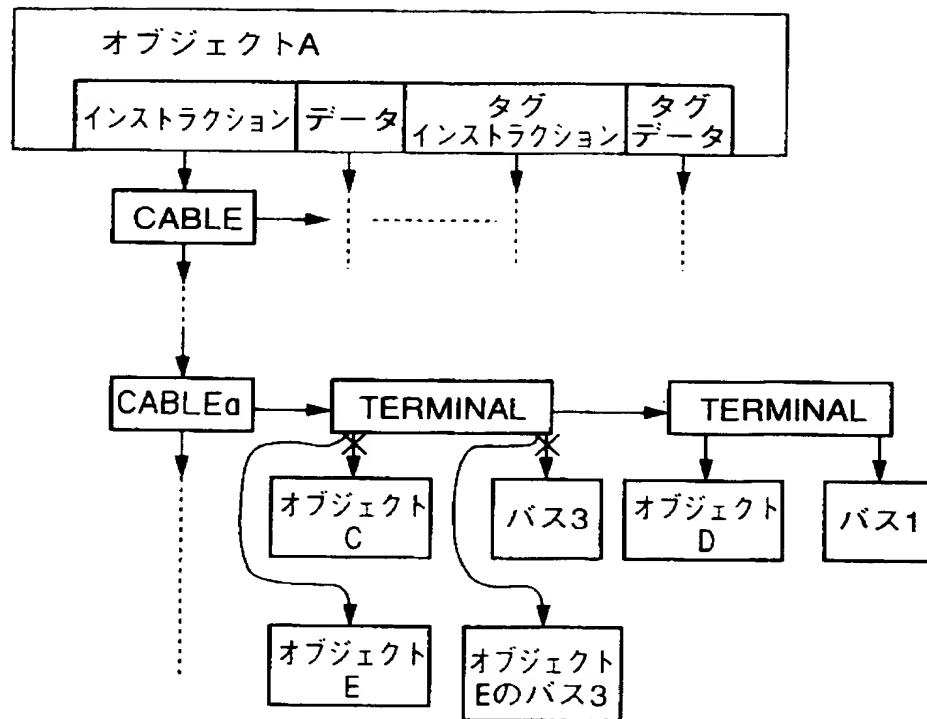 オブジェクトA
インストラクション
データ
タグ
インストラクション
タグ
データ
CABLE
CABLEa
TERMINAL
TERMINAL
オブジェクト
C
バス3
オブジェクト
D
バス1
オブジェクト
E
オブジェクト
Eのバス3